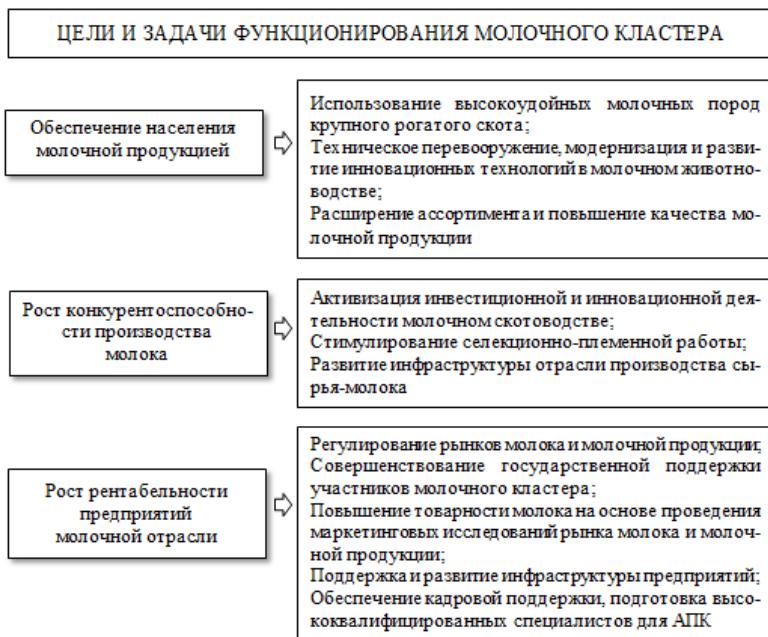 ЦЕЛИ И ЗАДАЧИ ФУНКЦИОНИРОВАНИЯ МОЛОЧНОГО КЛАСТЕРА
Обеспечение населения
молочной продукцией
Использование высокоудойных молочных пород
крупного рогатого скота;
Техническое перевооружение, модернизация и разви-
тие инновационных технологий в молочном животно-
водстве;
Расширение ассортимента и повышение качества мо-
лочной продукции
Рост конкурентоспособно-
сти производства
молока
Активизация инвестиционной и инновационной дея-
тельности молочном скотоводстве;
Стимулирование селекционно-племенной работы;
Развитие инфраструктуры отрасли производства сы-
рья-молока
Рост рентабельности
предприятий
молочной отрасли
Регулирование рынков молока и молочной продукции;
Совершенствование государственной поддержки
участников молочного кластера;
Повышение товарности молока на основе проведения
маркетинговых исследований рынка молока и молоч-
ной продукции;
Поддержка и развитие инфраструктуры предприятий;
Обеспечение кадровой поддержки, подготовка высо-
коквалифицированных специалистов для АПК